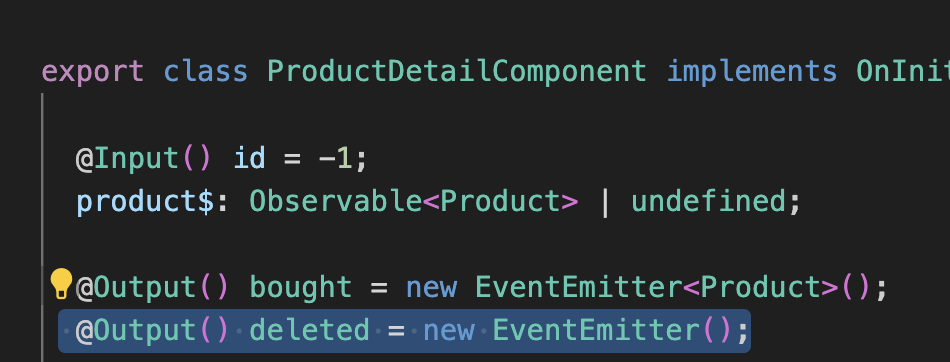 export class ProductDetailComponent implements OnInit
@Input() id = -1;
product$: Observable<Product> | undefined;
@Output() bought = new EventEmitter<Product>();
@Output() deleted = new EventEmitter();